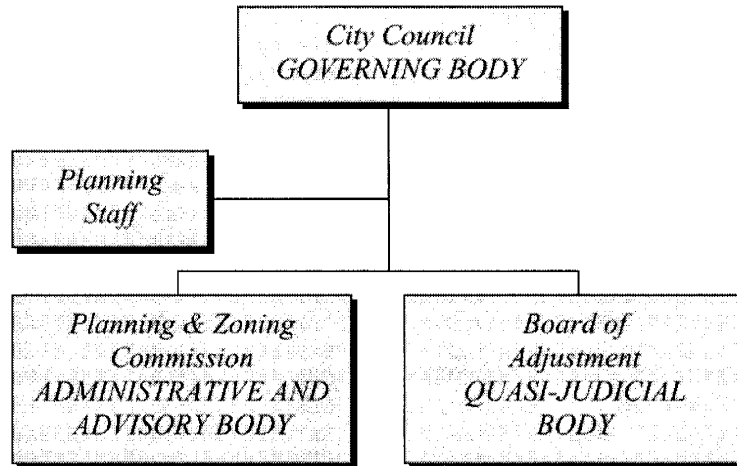 City Council
GOVERNING BODY
Planning
Staff
Planning & Zoning
Commission
ADMINISTRATIVE AND
ADVISORY BODY
Board of
Adjustment
QUASI-JUDICIAL
BODY